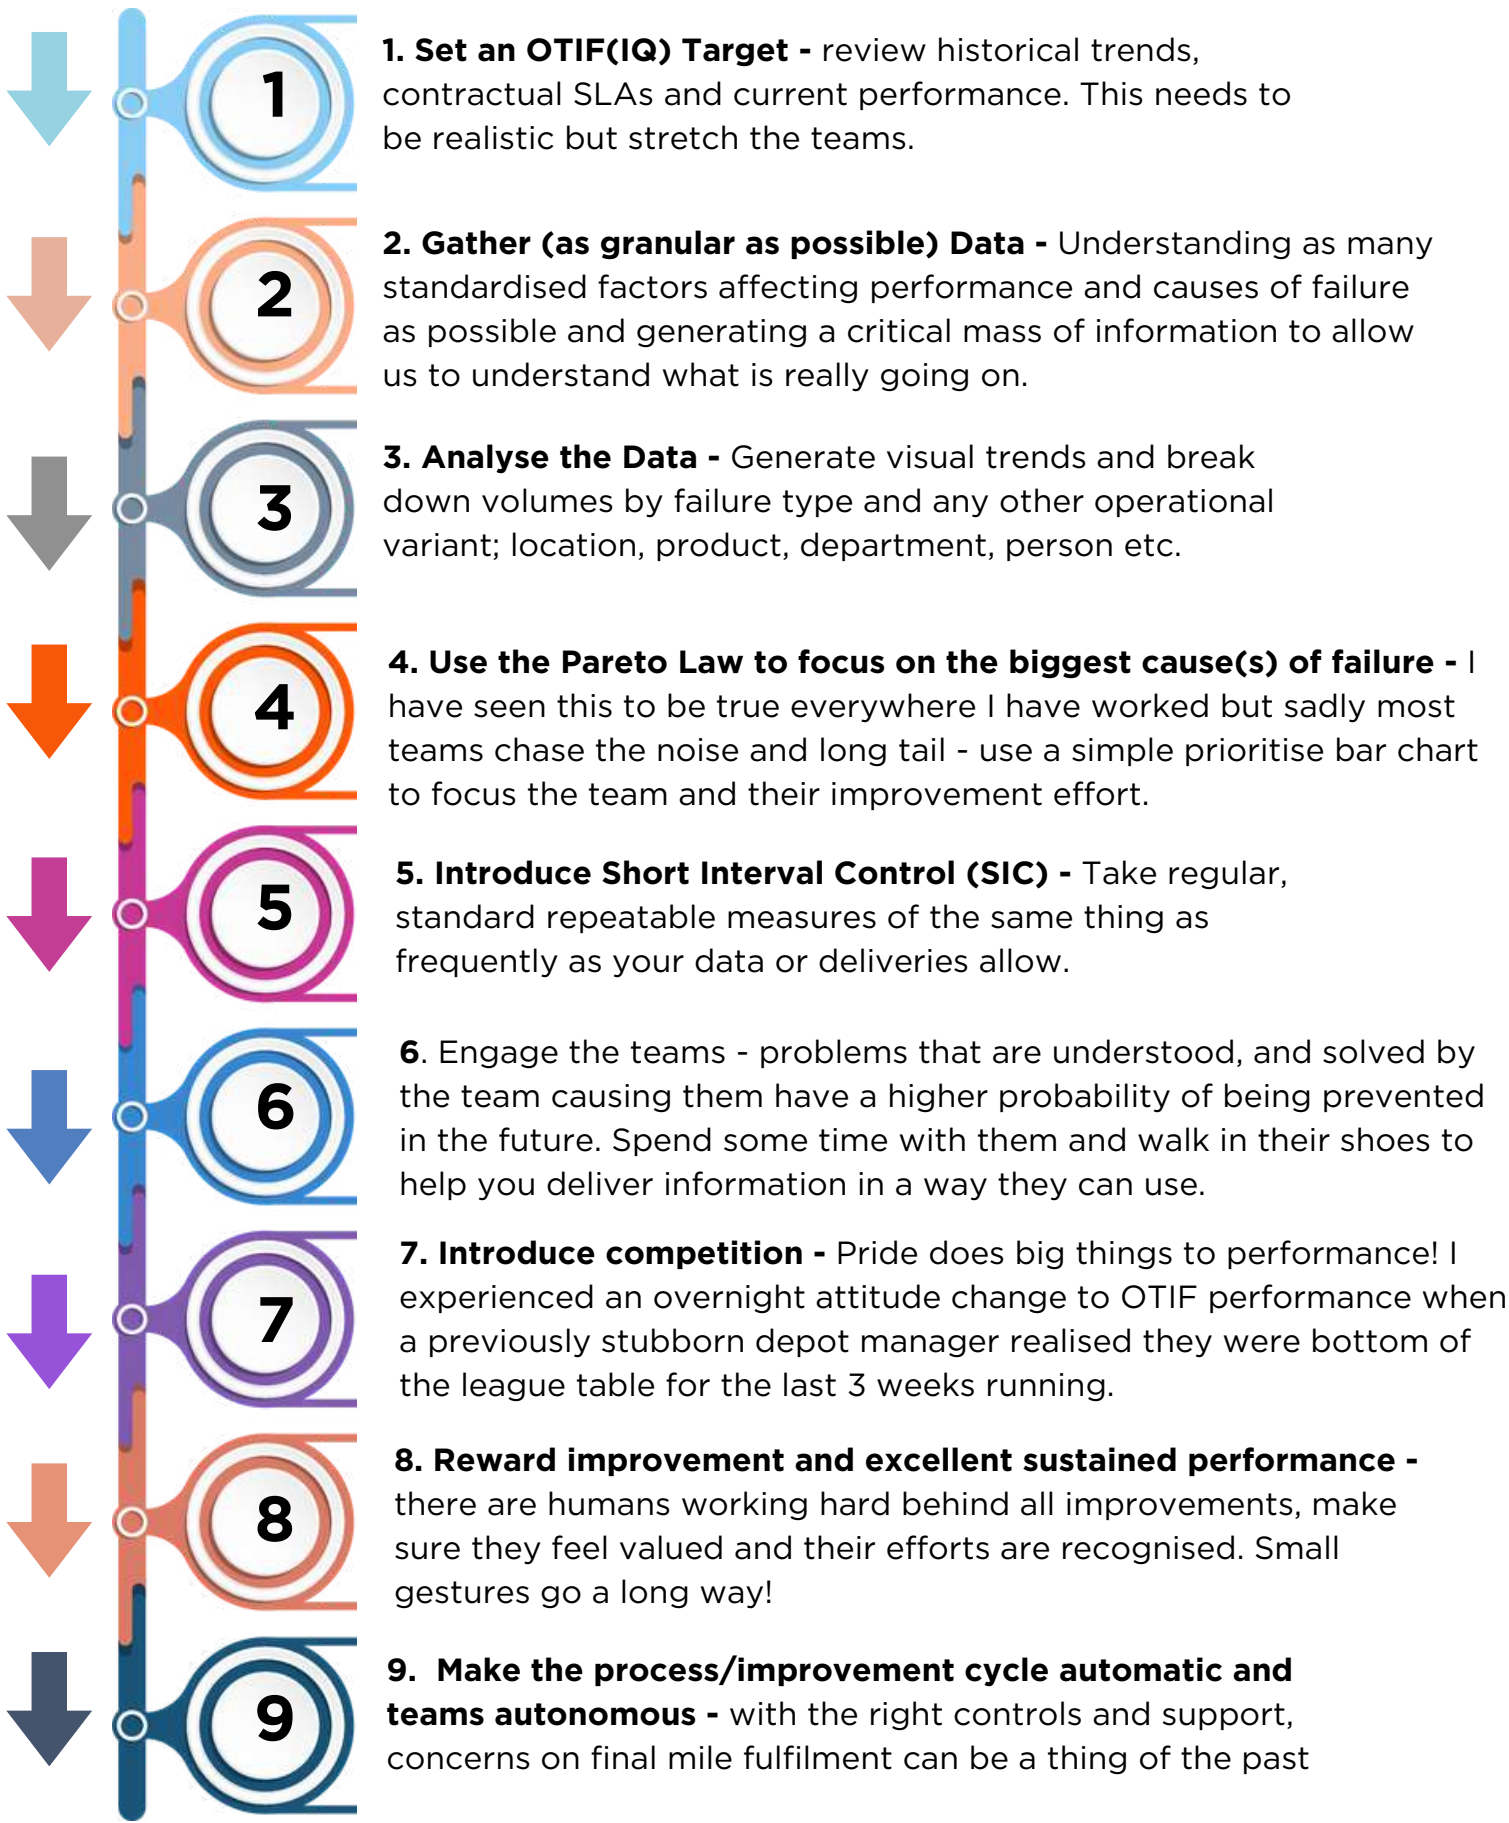 1
1. Set an OTIF(IQ) Target - review historical trends,
contractual SLAs and current performance. This needs to
be realistic but stretch the teams.
2
2. Gather (as granular as possible) Data - Understanding as many
standardised factors affecting performance and causes of failure
as possible and generating a critical mass of information to allow
us to understand what is really going on.
3
3. Analyse the Data - Generate visual trends and break
down volumes by failure type and any other operational
variant; location, product, department, person etc.
4
4. Use the Pareto Law to focus on the biggest cause(s) of failure - I
have seen this to be true everywhere I have worked but sadly most
teams chase the noise and long tail - use a simple prioritise bar chart
to focus the team and their improvement effort.
5
5. Introduce Short Interval Control (SIC) - Take regular,
standard repeatable measures of the same thing as
frequently as your data or deliveries allow.
6
6. Engage the teams - problems that are understood, and solved by
the team causing them have a higher probability of being prevented
in the future. Spend some time with them and walk in their shoes to
help you deliver information in a way they can use.
7
7. Introduce competition - Pride does big things to performance! I
experienced an overnight attitude change to OTIF performance when
a previously stubborn depot manager realised they were bottom of
the league table for the last 3 weeks running.
8
8. Reward improvement and excellent sustained performance -
there are humans working hard behind all improvements, make
sure they feel valued and their efforts are recognised. Small
gestures go a long way!
9
9. Make the process/improvement cycle automatic and
teams autonomous - with the right controls and support,
concerns on final mile fulfilment can be a thing of the past